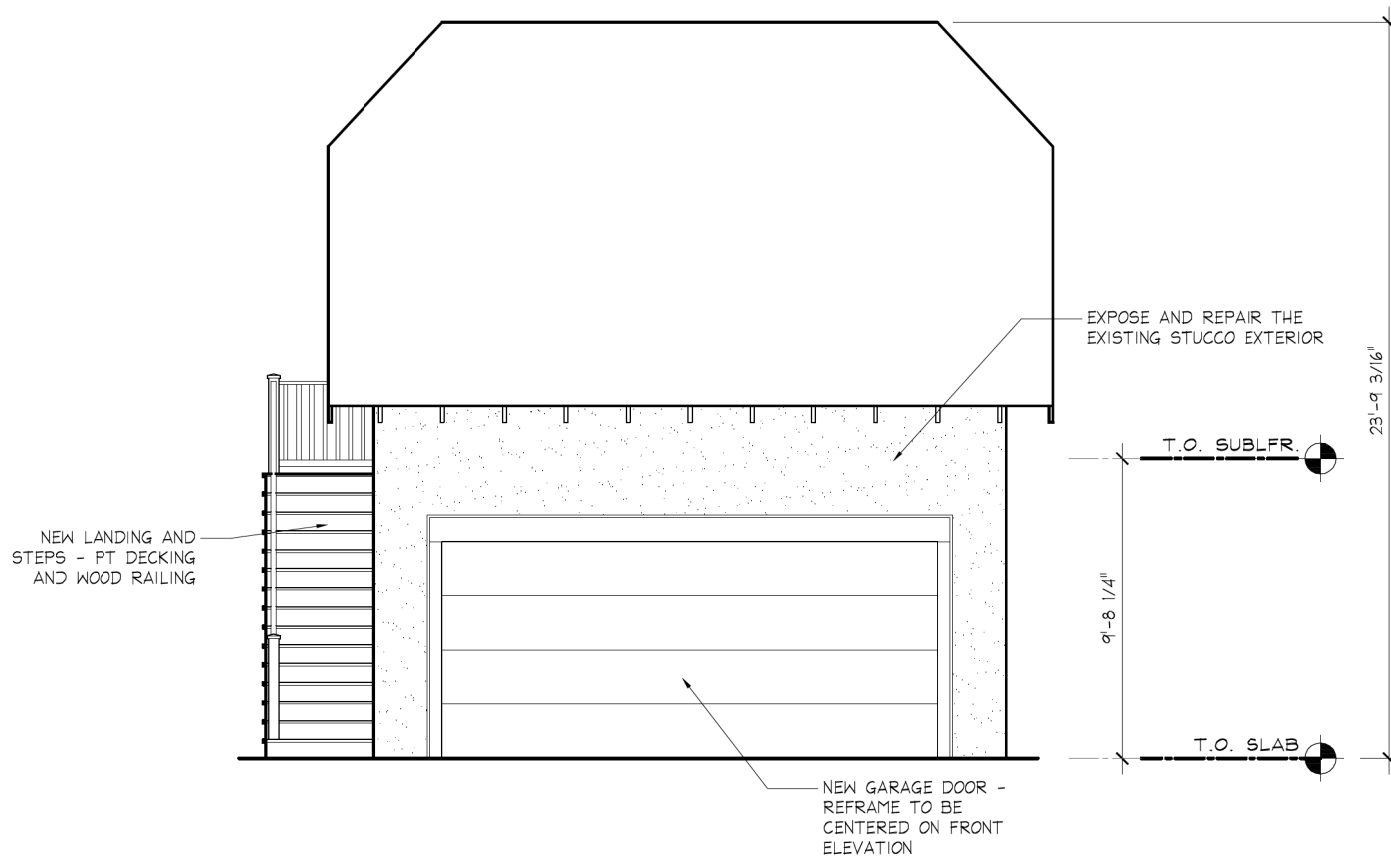 EXPOSE AND REPAIR THE
EXISTING STUCCO EXTERIOR
23'-9 3/16"
T.O. SUBLFR.
NEW LANDING AND
STEPS - PT DECKING
AND WOOD RAILING
9'-8 1/4"
T.O. SLAB
NEW GARAGE DOOR -
REFRAME TO BE
CENTERED ON FRONT
ELEVATION